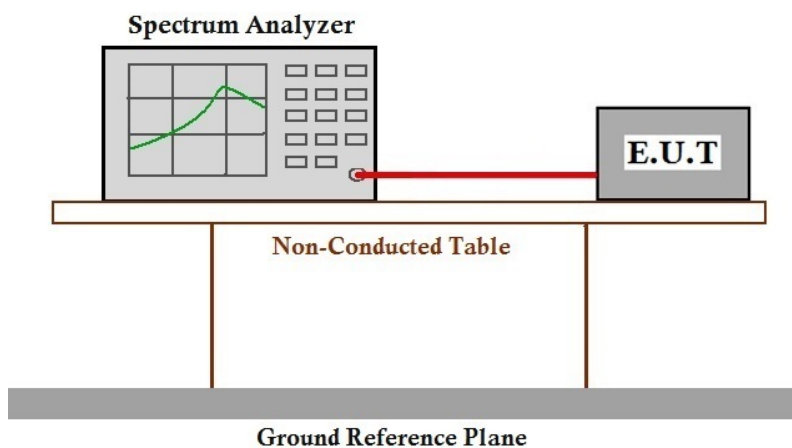 Spectrum Analyzer
E.U.T
Non-Conducted Table
Ground Reference Plane